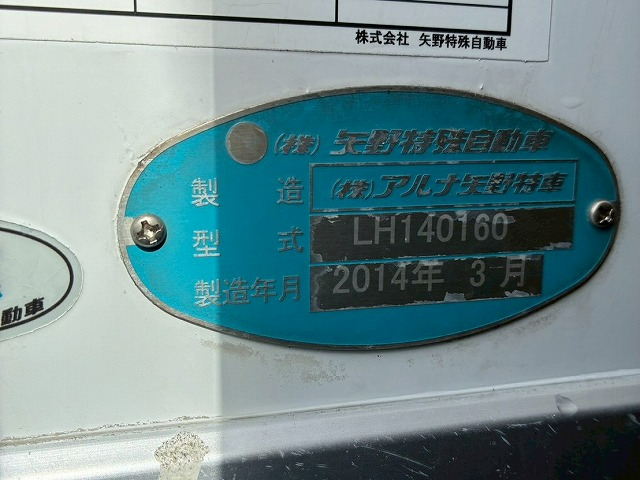 株式会社 矢野特殊自動車
(株) 矢野特殊自動車
製造 (株) アルナ矢野特車
型式 LH140160
製造年月 2014年 3月
動車